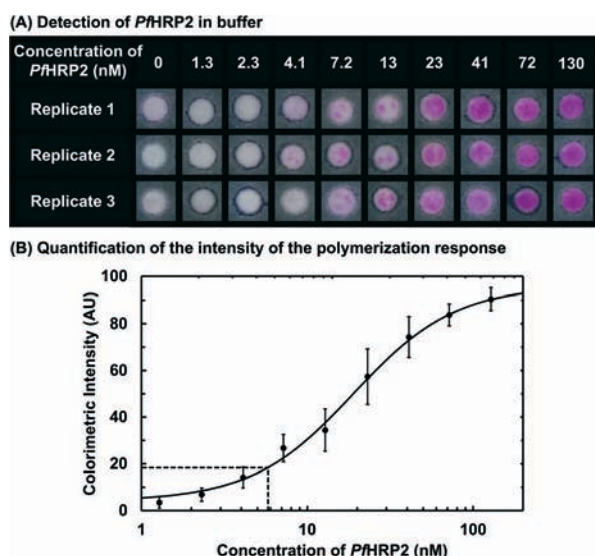 (A) Detection of PfHRP2 in buffer
Concentration of PfHRP2 (nM) 0 1.3 2.3 4.1 7.2 13 23 41 72 130
Replicate 1
Replicate 2
Replicate 3
(B) Quantification of the intensity of the polymerization response
Colorimetric Intensity (AU)
100
80
60
40
20
0
1 10 100
Concentration of PfHRP2 (nM)